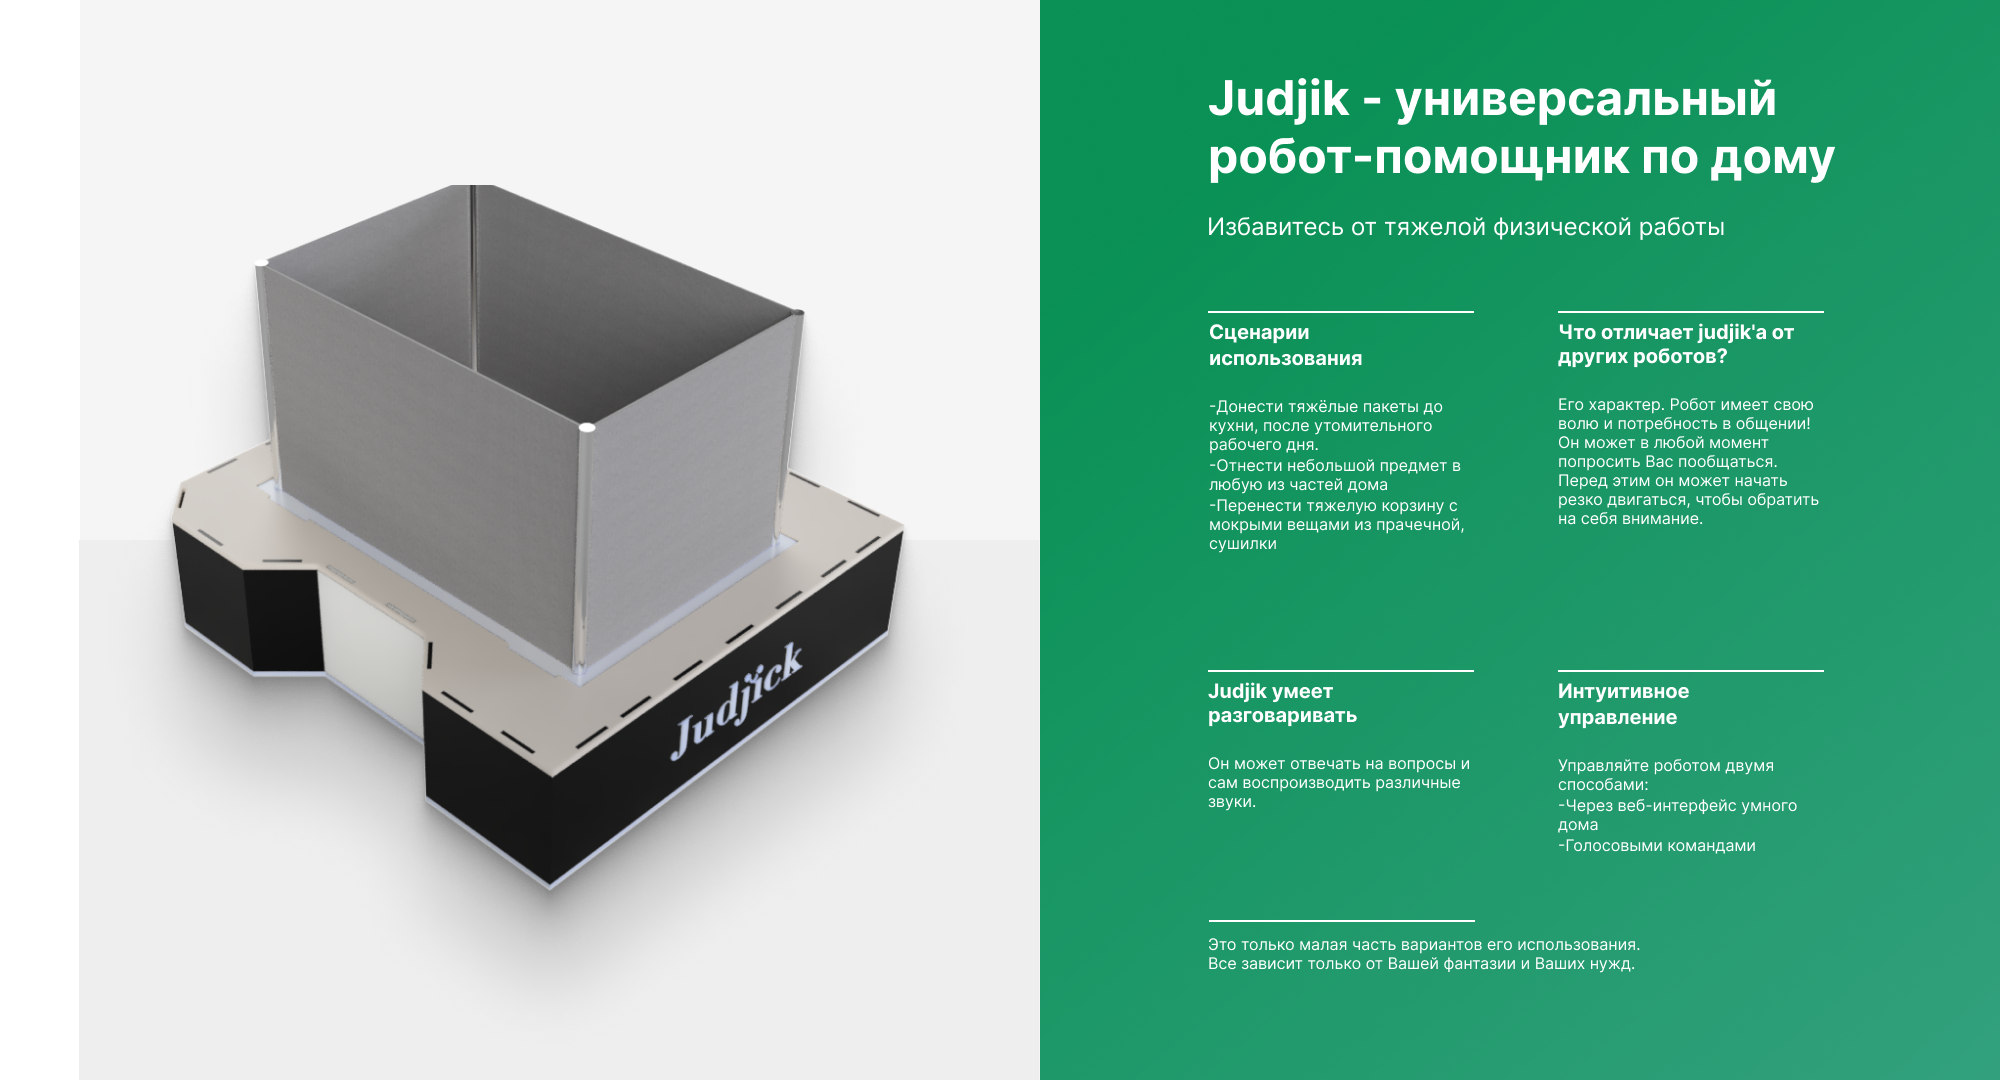 Judjik - универсальный
робот-помощник по дому
Избавитесь от тяжелой физической работы
Сценарии
использования
-Донести тяжёлые пакеты до
кухни, после утомительного
рабочего дня.
-Отнести небольшой предмет в
любую из частей дома
-Перенести тяжелую корзину с
мокрыми вещами из прачечной,
сушилки
Что отличает judjik'а от
других роботов?
Его характер. Робот имеет свою
волю и потребность в общении!
Он может в любой момент
попросить Вас пообщаться.
Перед этим он может начать
резко двигаться, чтобы обратить
на себя внимание.
Judjik умеет
разговаривать
Он может отвечать на вопросы и
сам воспроизводить различные
звуки.
Интуитивное
управление
Управляйте роботом двумя
способами:
-Через веб-интерфейс умного
дома
-Голосовыми командами
Это только малая часть вариантов его использования.
Все зависит только от Вашей фантазии и Ваших нужд.
Judjick